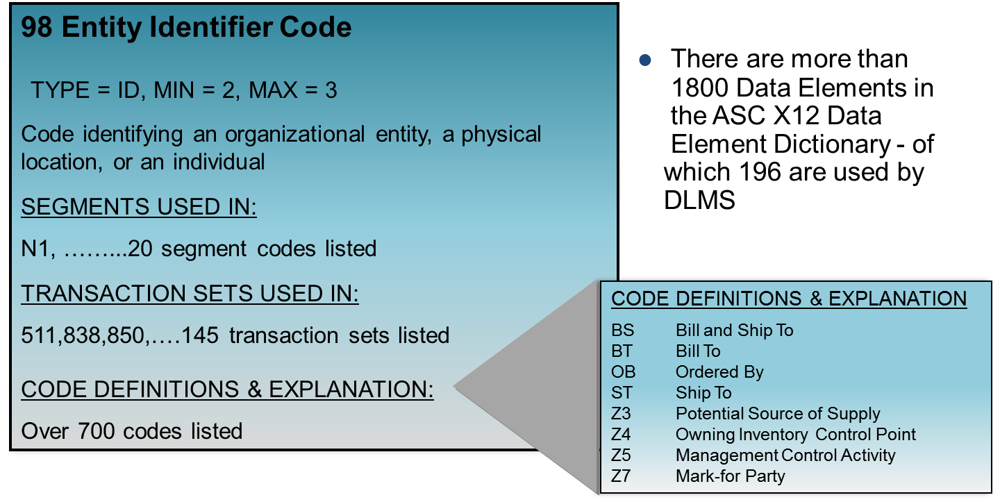 98 Entity Identifier Code
TYPE = ID, MIN = 2, MAX = 3
Code identifying an organizational entity, a physical
location, or an individual
SEGMENTS USED IN:
N1, ……...20 segment codes listed
TRANSACTION SETS USED IN:
511,838,850,….145 transaction sets listed
CODE DEFINITIONS & EXPLANATION:
Over 700 codes listed
● There are more than
1800 Data Elements in
the ASC X12 Data
Element Dictionary - of
which 196 are used by
DLMS
CODE DEFINITIONS & EXPLANATION
BS Bill and Ship To
BT Bill To
OB Ordered By
ST Ship To
Z3 Potential Source of Supply
Z4 Owning Inventory Control Point
Z5 Management Control Activity
Z7 Mark-for Party